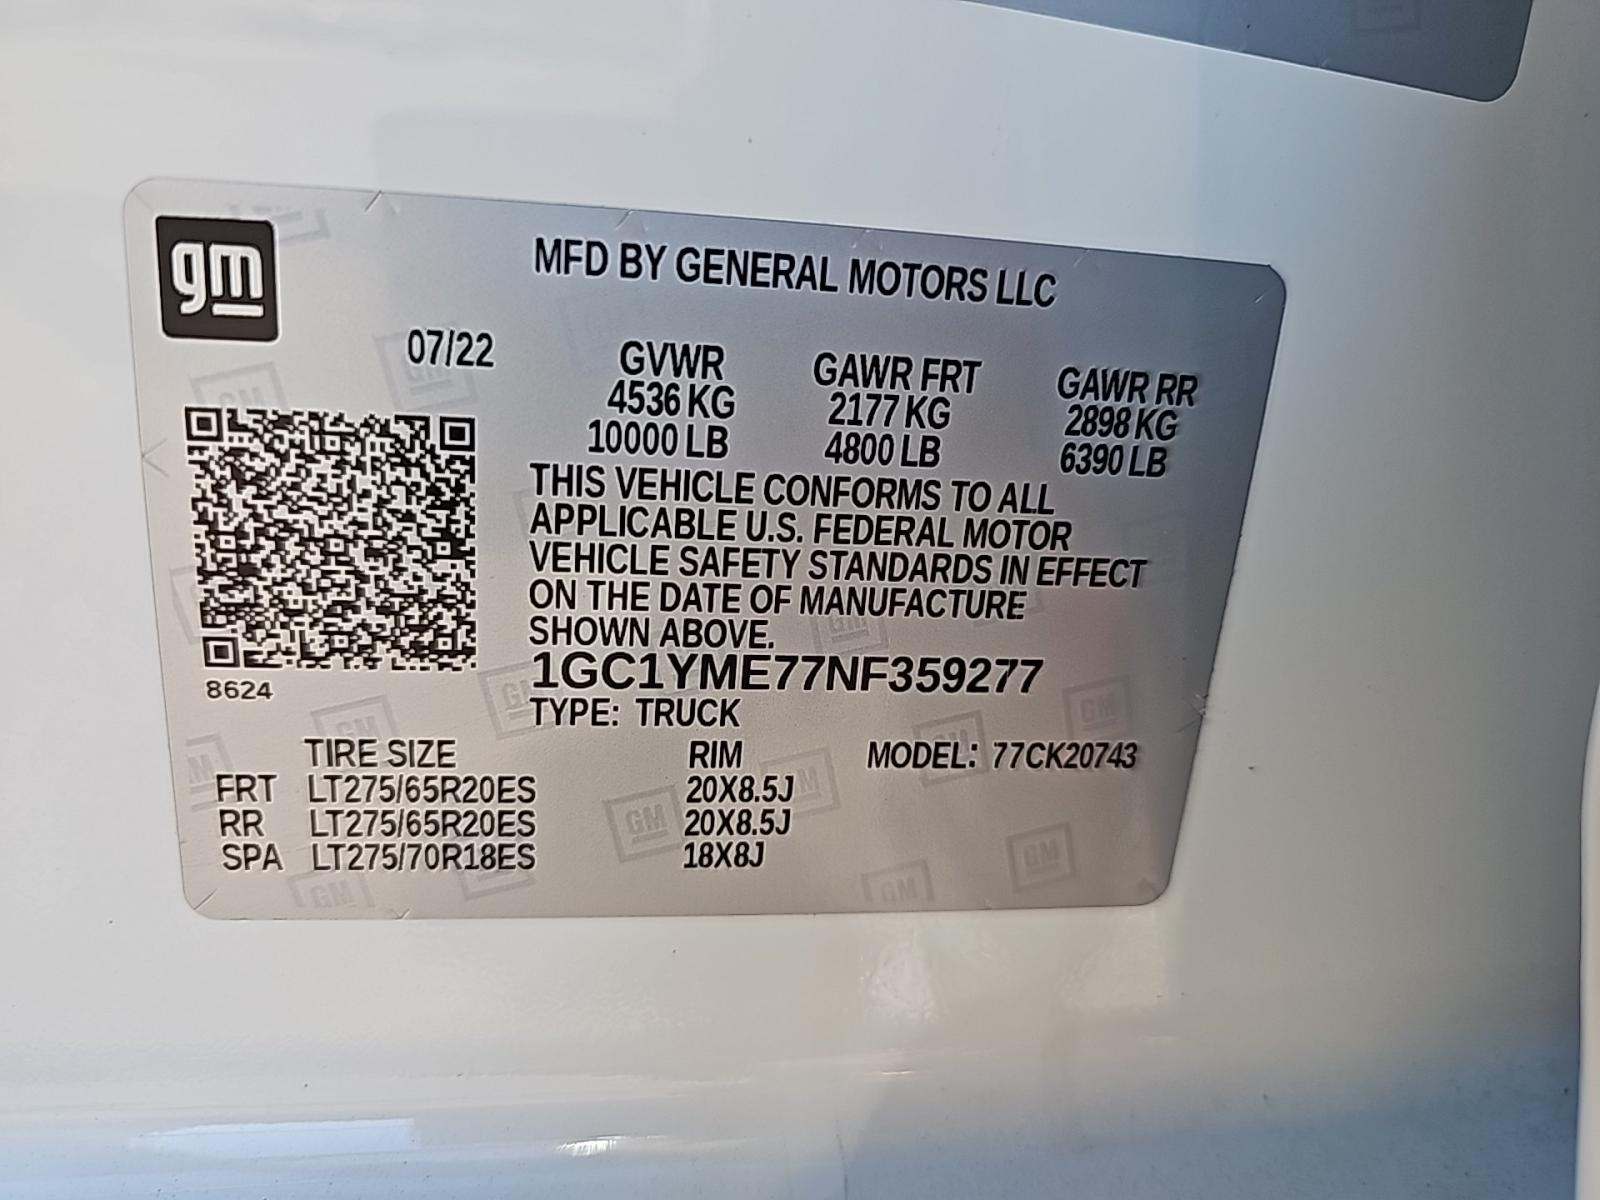 gm
MFD BY GENERAL MOTORS LLC
07/22
GVWR GAWR FRT GAWR RR
4536 KG 2177 KG 2898 KG
10000 LB 4800 LB 6390 LB
THIS VEHICLE CONFORMS TO ALL
APPLICABLE U.S. FEDERAL MOTOR
VEHICLE SAFETY STANDARDS IN EFFECT
ON THE DATE OF MANUFACTURE
SHOWN ABOVE.
8624
1GC1YME77NF359277
TYPE: TRUCK
TIRE SIZE RIM MODEL: 77CK20743
FRT LT275/65R20ES 20X8.5J
RR LT275/65R20ES 20X8.5J
SPA LT275/70R18ES 18X8J